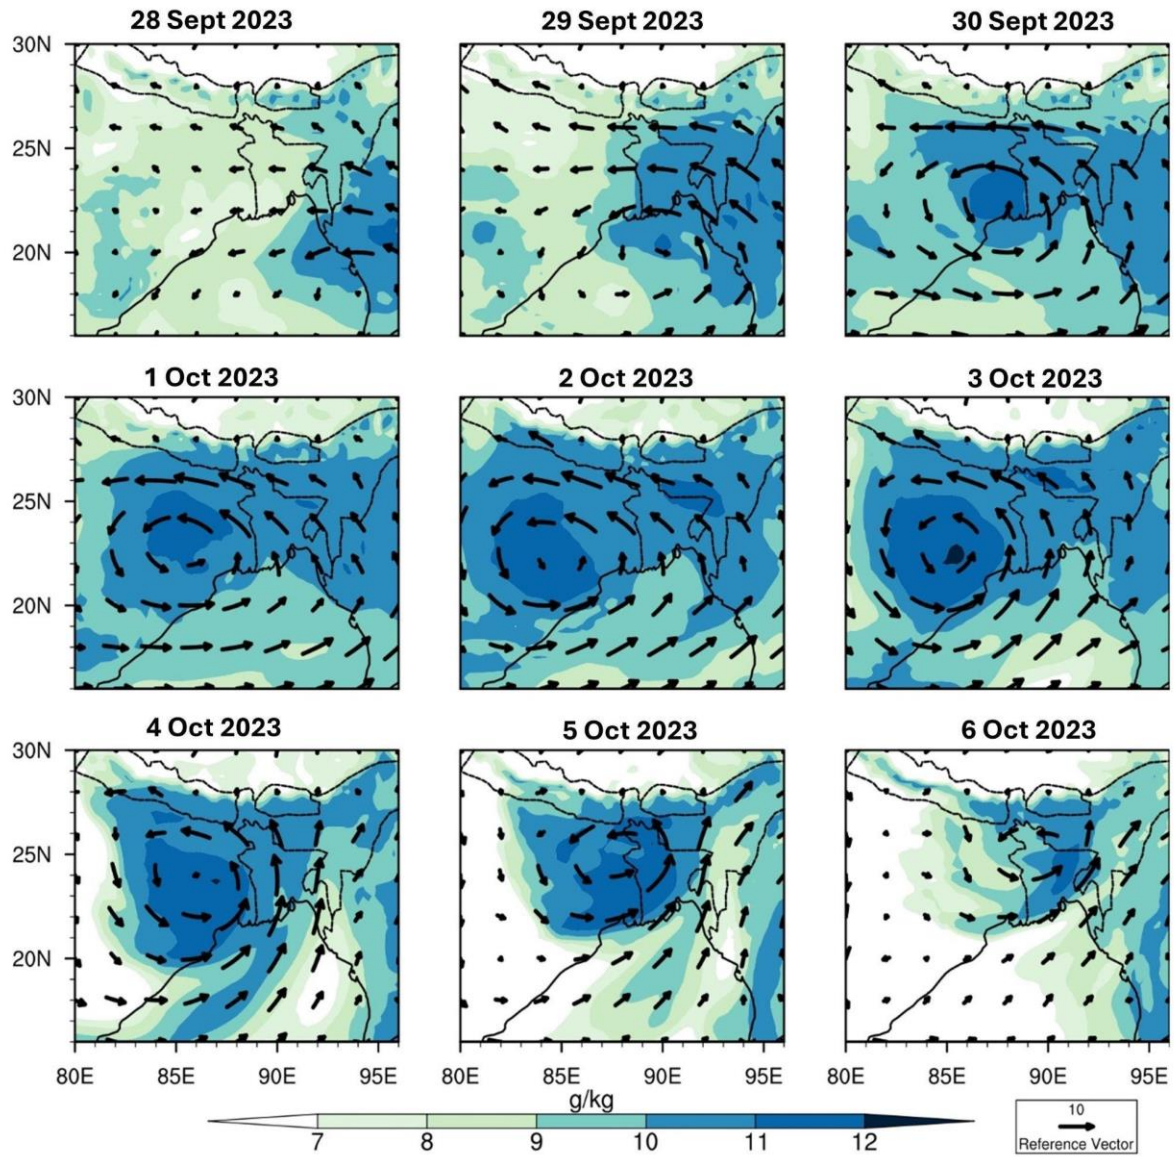 28 Sept 2023 29 Sept 2023 30 Sept 2023
30N
25N
20N
1 Oct 2023 2 Oct 2023 3 Oct 2023
30N
25N
20N
4 Oct 2023 5 Oct 2023 6 Oct 2023
30N
25N
20N
80E 85E 90E 95E 80E 85E 90E 95E 80E 85E 90E 95E
g/kg
7 8 9 10 11 12
10
Reference Vector